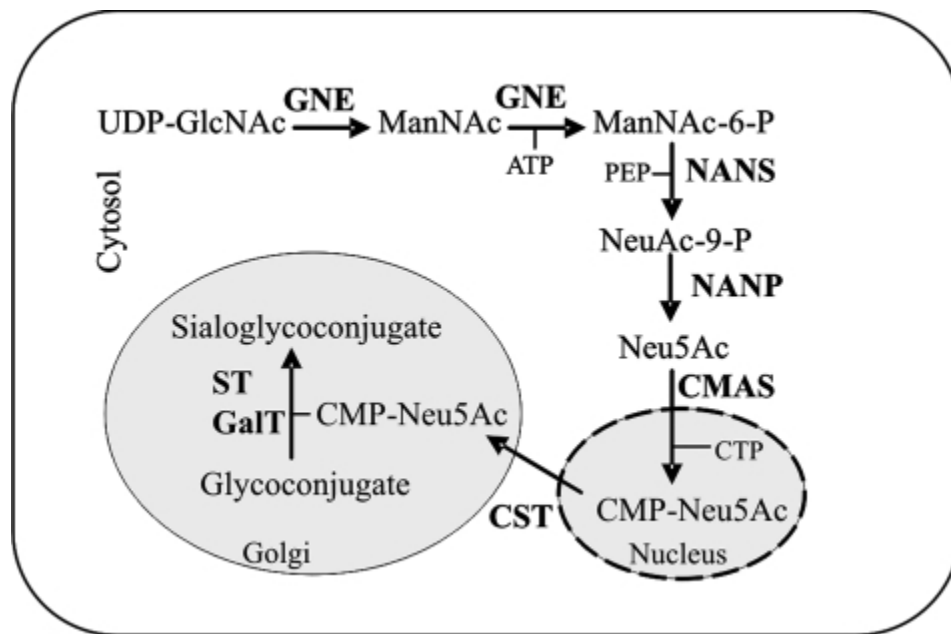 GNE
GNE
UDP-GlcNAc
ManNAc
ManNAc-6-P
ATP
PEP
NANS
Cytosol
NeuAc-9-P
NANP
Neu5Ac
CMAS
Sialoglycoconjugate
ST
GalT
CMP-Neu5Ac
CTP
Glycoconjugate
CST
CMP-Neu5Ac
Golgi
Nucleus